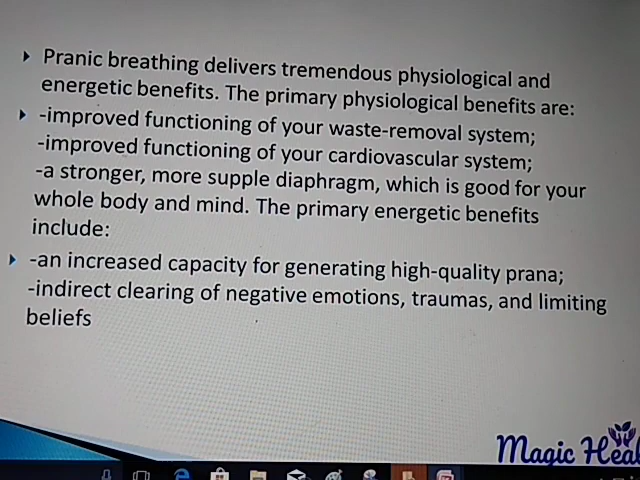 Pranic breathing delivers tremendous physiological and
energetic benefits. The primary physiological benefits are:
-improved functioning of your waste-removal system;
-improved functioning of your cardiovascular system;
-a stronger, more supple diaphragm, which is good for your
whole body and mind. The primary energetic benefits
include:
-an increased capacity for generating high-quality prana;
-indirect clearing of negative emotions, traumas, and limiting
beliefs
Magic Heal